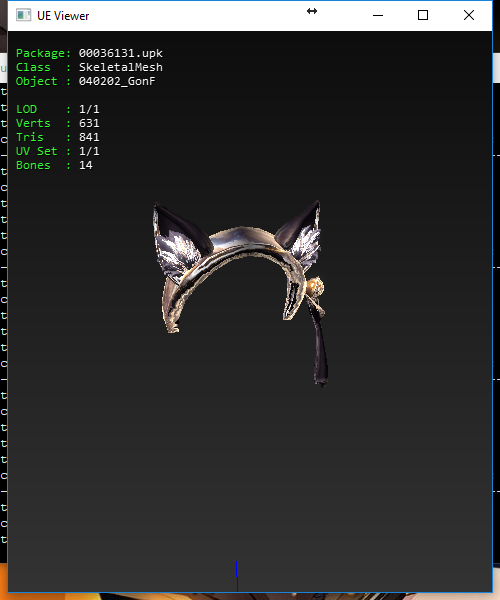 UE Viewer
Package: 00036131.upk
Class : SkeletalMesh
Object : 040202_GonF
LOD : 1/1
Verts : 631
Tris : 841
UV Set : 1/1
Bones : 14